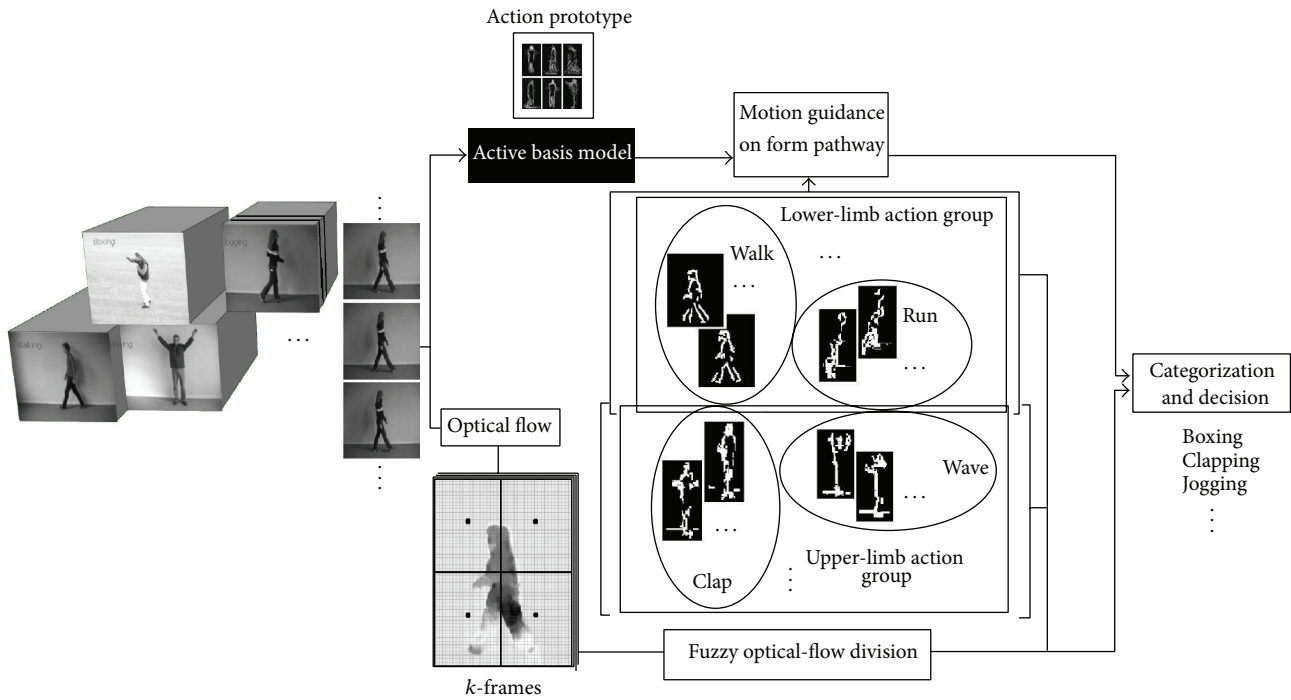 Action prototype
Active basis model
Motion guidance
on form pathway
Boxing
Jogging
Walking
Lower-limb action group
Walk
Run
Optical flow
Categorization
and decision
Boxing
Clapping
Jogging
Wave
Clap
Upper-limb action
group
Fuzzy optical-flow division
k-frames